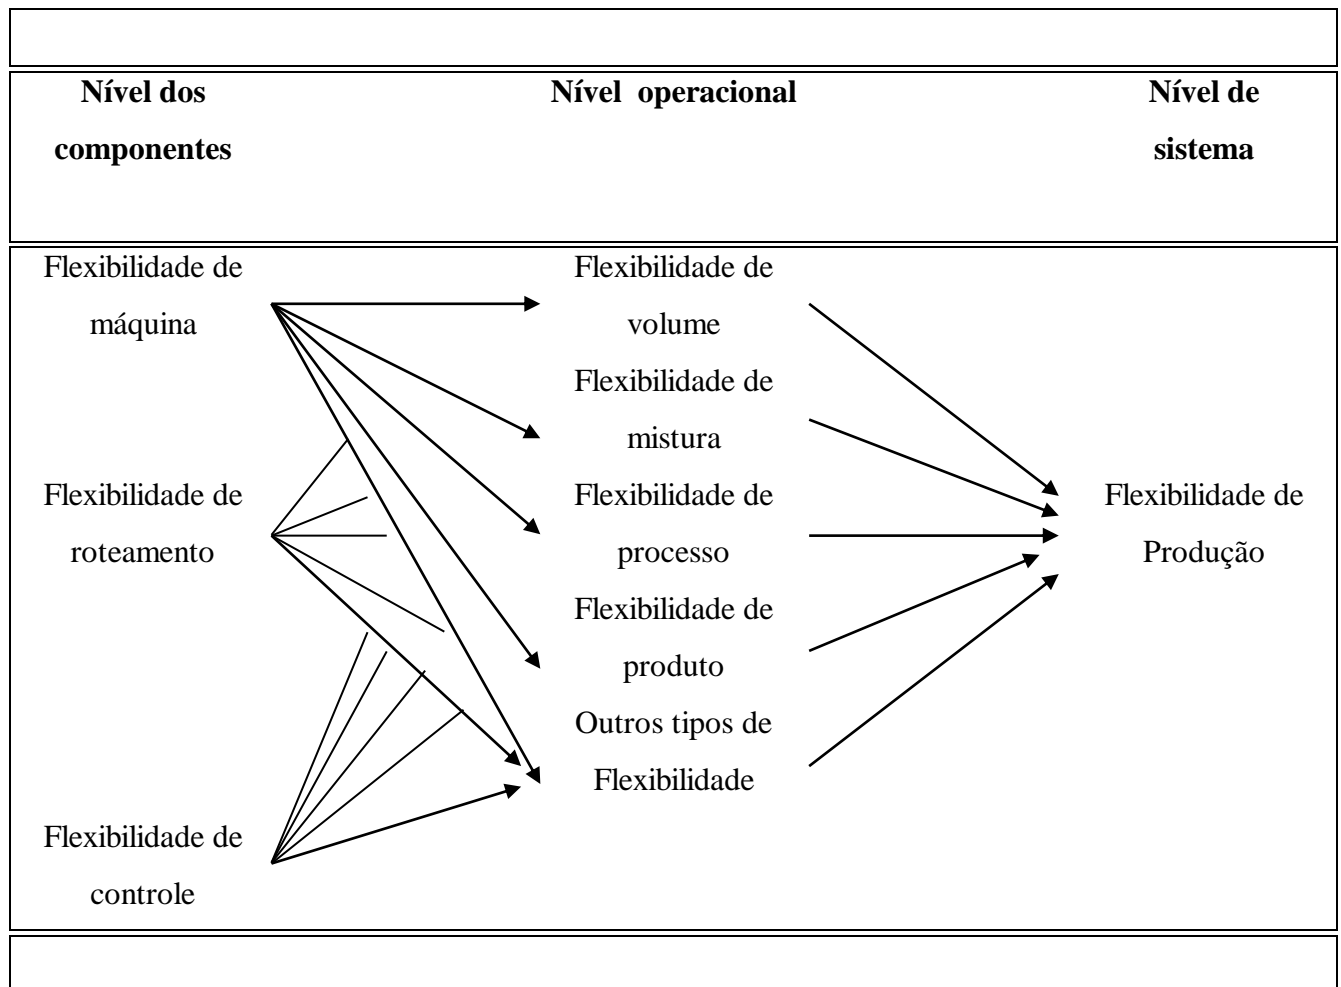 Nível dos
componentes
Nível operacional
Nível de
sistema
Flexibilidade de
máquina
Flexibilidade de
roteamento
Flexibilidade de
controle
Flexibilidade de
volume
Flexibilidade de
mistura
Flexibilidade de
processo
Flexibilidade de
produto
Outros tipos de
Flexibilidade
Flexibilidade de
Produção